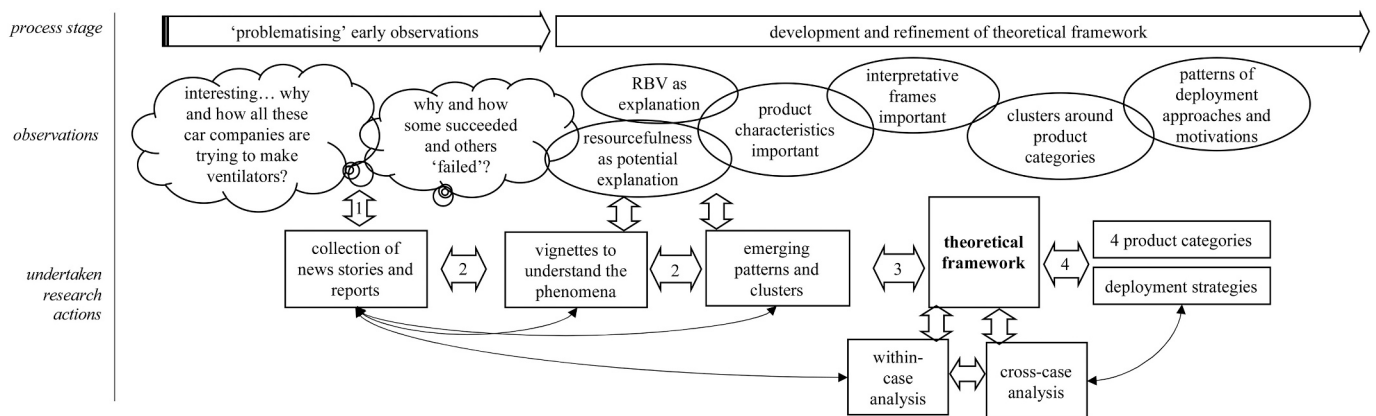 process stage
‘problematising’ early observations
development and refinement of theoretical framework
observations
interesting… why
and how all these
car companies are
trying to make
ventilators?
why and how
some succeeded
and others
‘failed’?
RBV as
explanation
resourcefulness
as potential
explanation
product
characteristics
important
interpretative
frames
important
clusters around
product
categories
patterns of
deployment
approaches and
motivations
undertaken
research
actions
1
collection of
news stories and
reports
2
vignettes to
understand the
phenomena
2
emerging
patterns and
clusters
3
theoretical
framework
4
4 product categories
deployment strategies
within-
case
analysis
cross-case
analysis